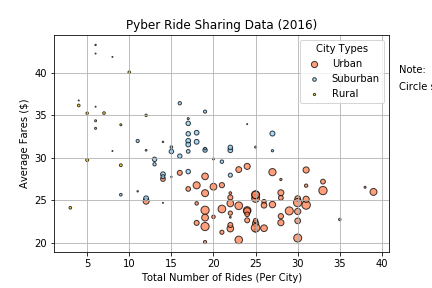 Pyber Ride Sharing Data (2016)
City Types
Urban
Suburban
Rural
Note:
Circle
Average Fares ($)
40
35
30
25
20
5
10
15
20
25
30
35
40
Total Number of Rides (Per City)